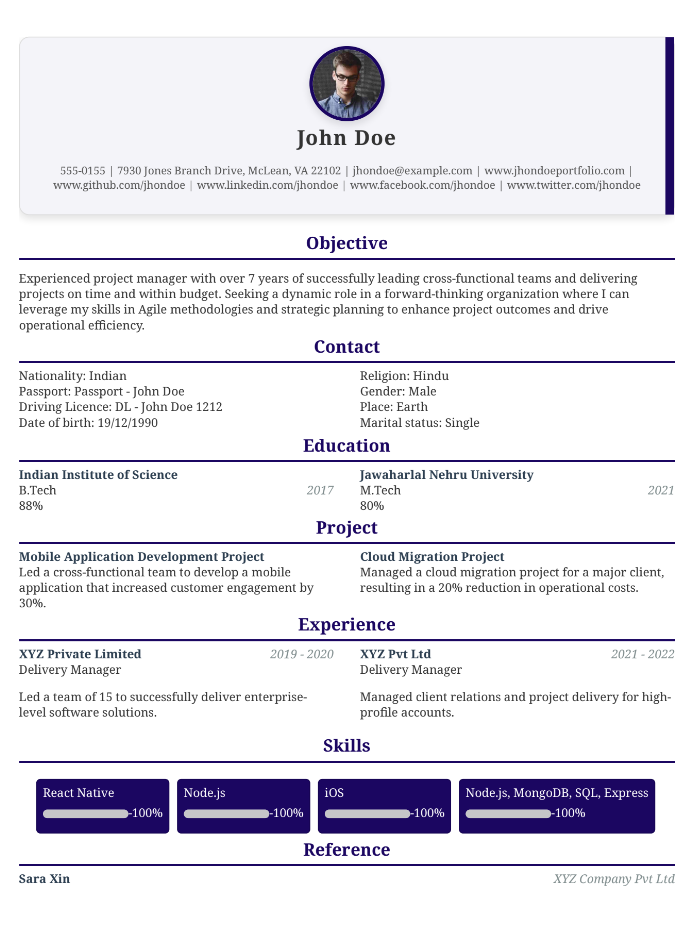 John Doe
555-0155 | 7930 Jones Branch Drive, McLean, VA 22102 | jhondoe@example.com | www.jhondoeportfolio.com |
www.github.com/jhondoe | www.linkedin.com/jhondoe | www.facebook.com/jhondoe | www.twitter.com/jhondoe
Objective
Experienced project manager with over 7 years of successfully leading cross-functional teams and delivering
projects on time and within budget. Seeking a dynamic role in a forward-thinking organization where I can
leverage my skills in Agile methodologies and strategic planning to enhance project outcomes and drive
operational efficiency.
Contact
Nationality: Indian
Passport: Passport - John Doe
Driving Licence: DL - John Doe 1212
Date of birth: 19/12/1990
Religion: Hindu
Gender: Male
Place: Earth
Marital status: Single
Education
Indian Institute of Science
B.Tech 2017
88%
Jawaharlal Nehru University
M.Tech 2021
80%
Project
Mobile Application Development Project
Led a cross-functional team to develop a mobile
application that increased customer engagement by
30%.
Cloud Migration Project
Managed a cloud migration project for a major client,
resulting in a 20% reduction in operational costs.
Experience
XYZ Private Limited 2019 - 2020
Delivery Manager
Led a team of 15 to successfully deliver enterprise-
level software solutions.
XYZ Pvt Ltd 2021 - 2022
Delivery Manager
Managed client relations and project delivery for high-
profile accounts.
Skills
React Native
-100%
Node.js
-100%
iOS
-100%
Node.js, MongoDB, SQL, Express
-100%
Reference
Sara Xin XYZ Company Pvt Ltd